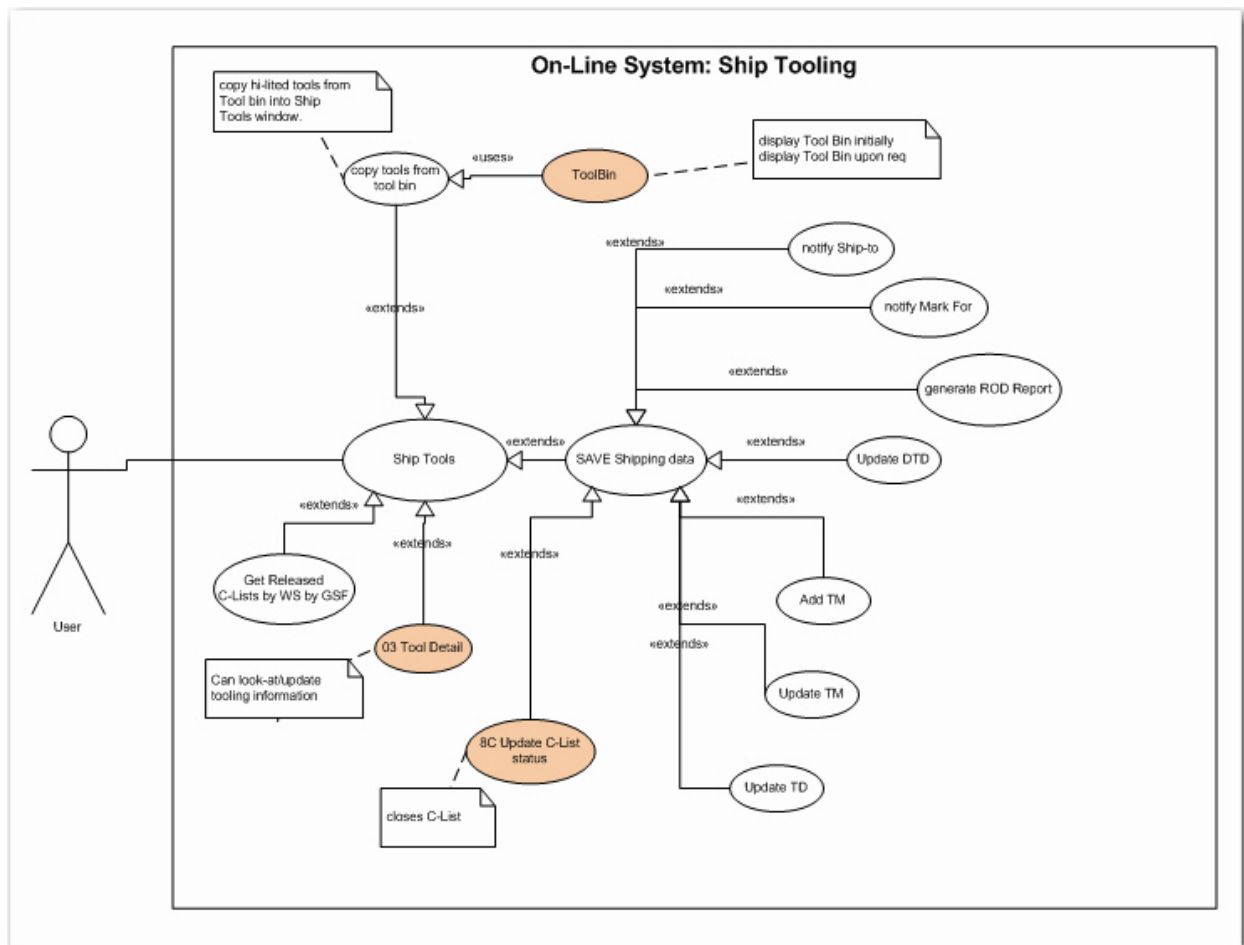 On-Line System: Ship Tooling
copy hi-lited tools from
Tool bin into Ship
Tools window.
display Tool Bin initially
display Tool Bin upon req
«uses»
copy tools from
tool bin
ToolBin
«extends»
notify Ship-to
«extends»
notify Mark For
«extends»
«extends»
generate ROD Report
«extends»
«extends»
Ship Tools
SAVE Shipping data
Update DTD
«extends»
«extends»
«extends»
«extends»
Get Released
C-Lists by WS by GSF
Add TM
«extends»
User
03 Tool Detail
«extends»
Can look-at/update
tooling information
Update TM
8C Update C-List
status
Update TD
closes C-List